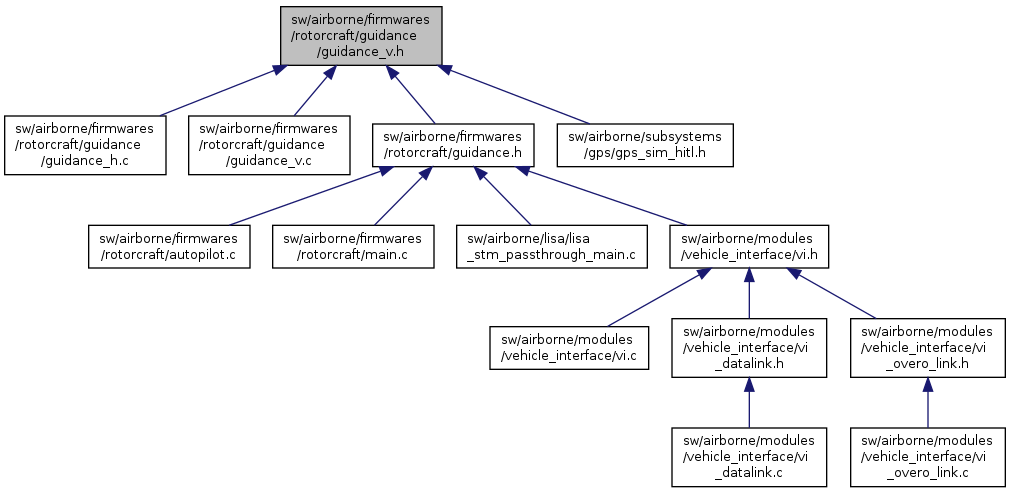 sw/airborne/firmwares
/rotorcraft/guidance
/guidance_v.h
sw/airborne/firmwares
/rotorcraft/guidance
/guidance_h.c
sw/airborne/firmwares
/rotorcraft/guidance
/guidance_v.c
sw/airborne/firmwares
/rotorcraft/guidance.h
sw/airborne/subsystems
/gps/gps_sim_hitl.h
sw/airborne/firmwares
/rotorcraft/autopilot.c
sw/airborne/firmwares
/rotorcraft/main.c
sw/airborne/lisa/lisa
_stm_passthrough_main.c
sw/airborne/modules
/vehicle_interface/vi.h
sw/airborne/modules
/vehicle_interface/vi.c
sw/airborne/modules
/vehicle_interface/vi
_datalink.h
sw/airborne/modules
/vehicle_interface/vi
_overo_link.h
sw/airborne/modules
/vehicle_interface/vi
_datalink.c
sw/airborne/modules
/vehicle_interface/vi
_overo_link.c